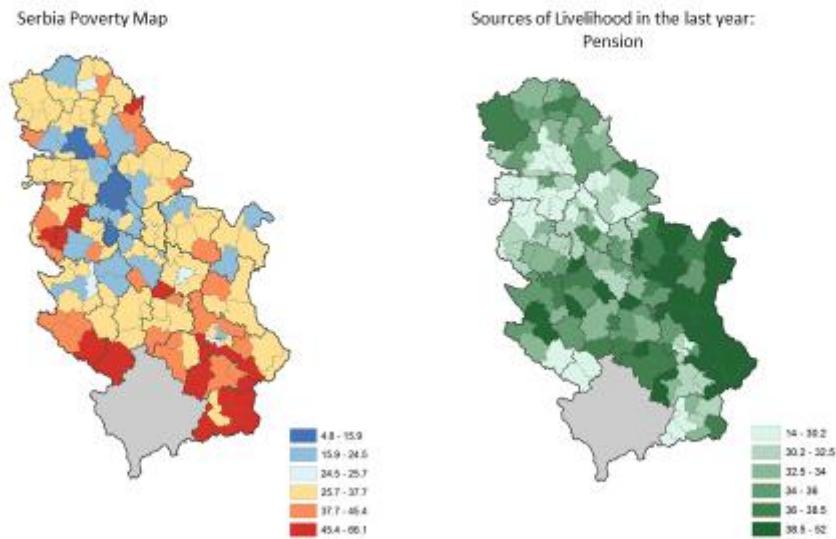 Serbia Poverty Map
Sources of Livelihood in the last year:
Pension
4.8 - 15.9
15.9 - 24.5
24.5 - 25.7
25.7 - 37.7
37.7 - 45.4
45.4 - 66.1
14 - 30.2
30.2 - 32.5
32.5 - 34
34 - 36
36 - 38.5
38.5 - 52